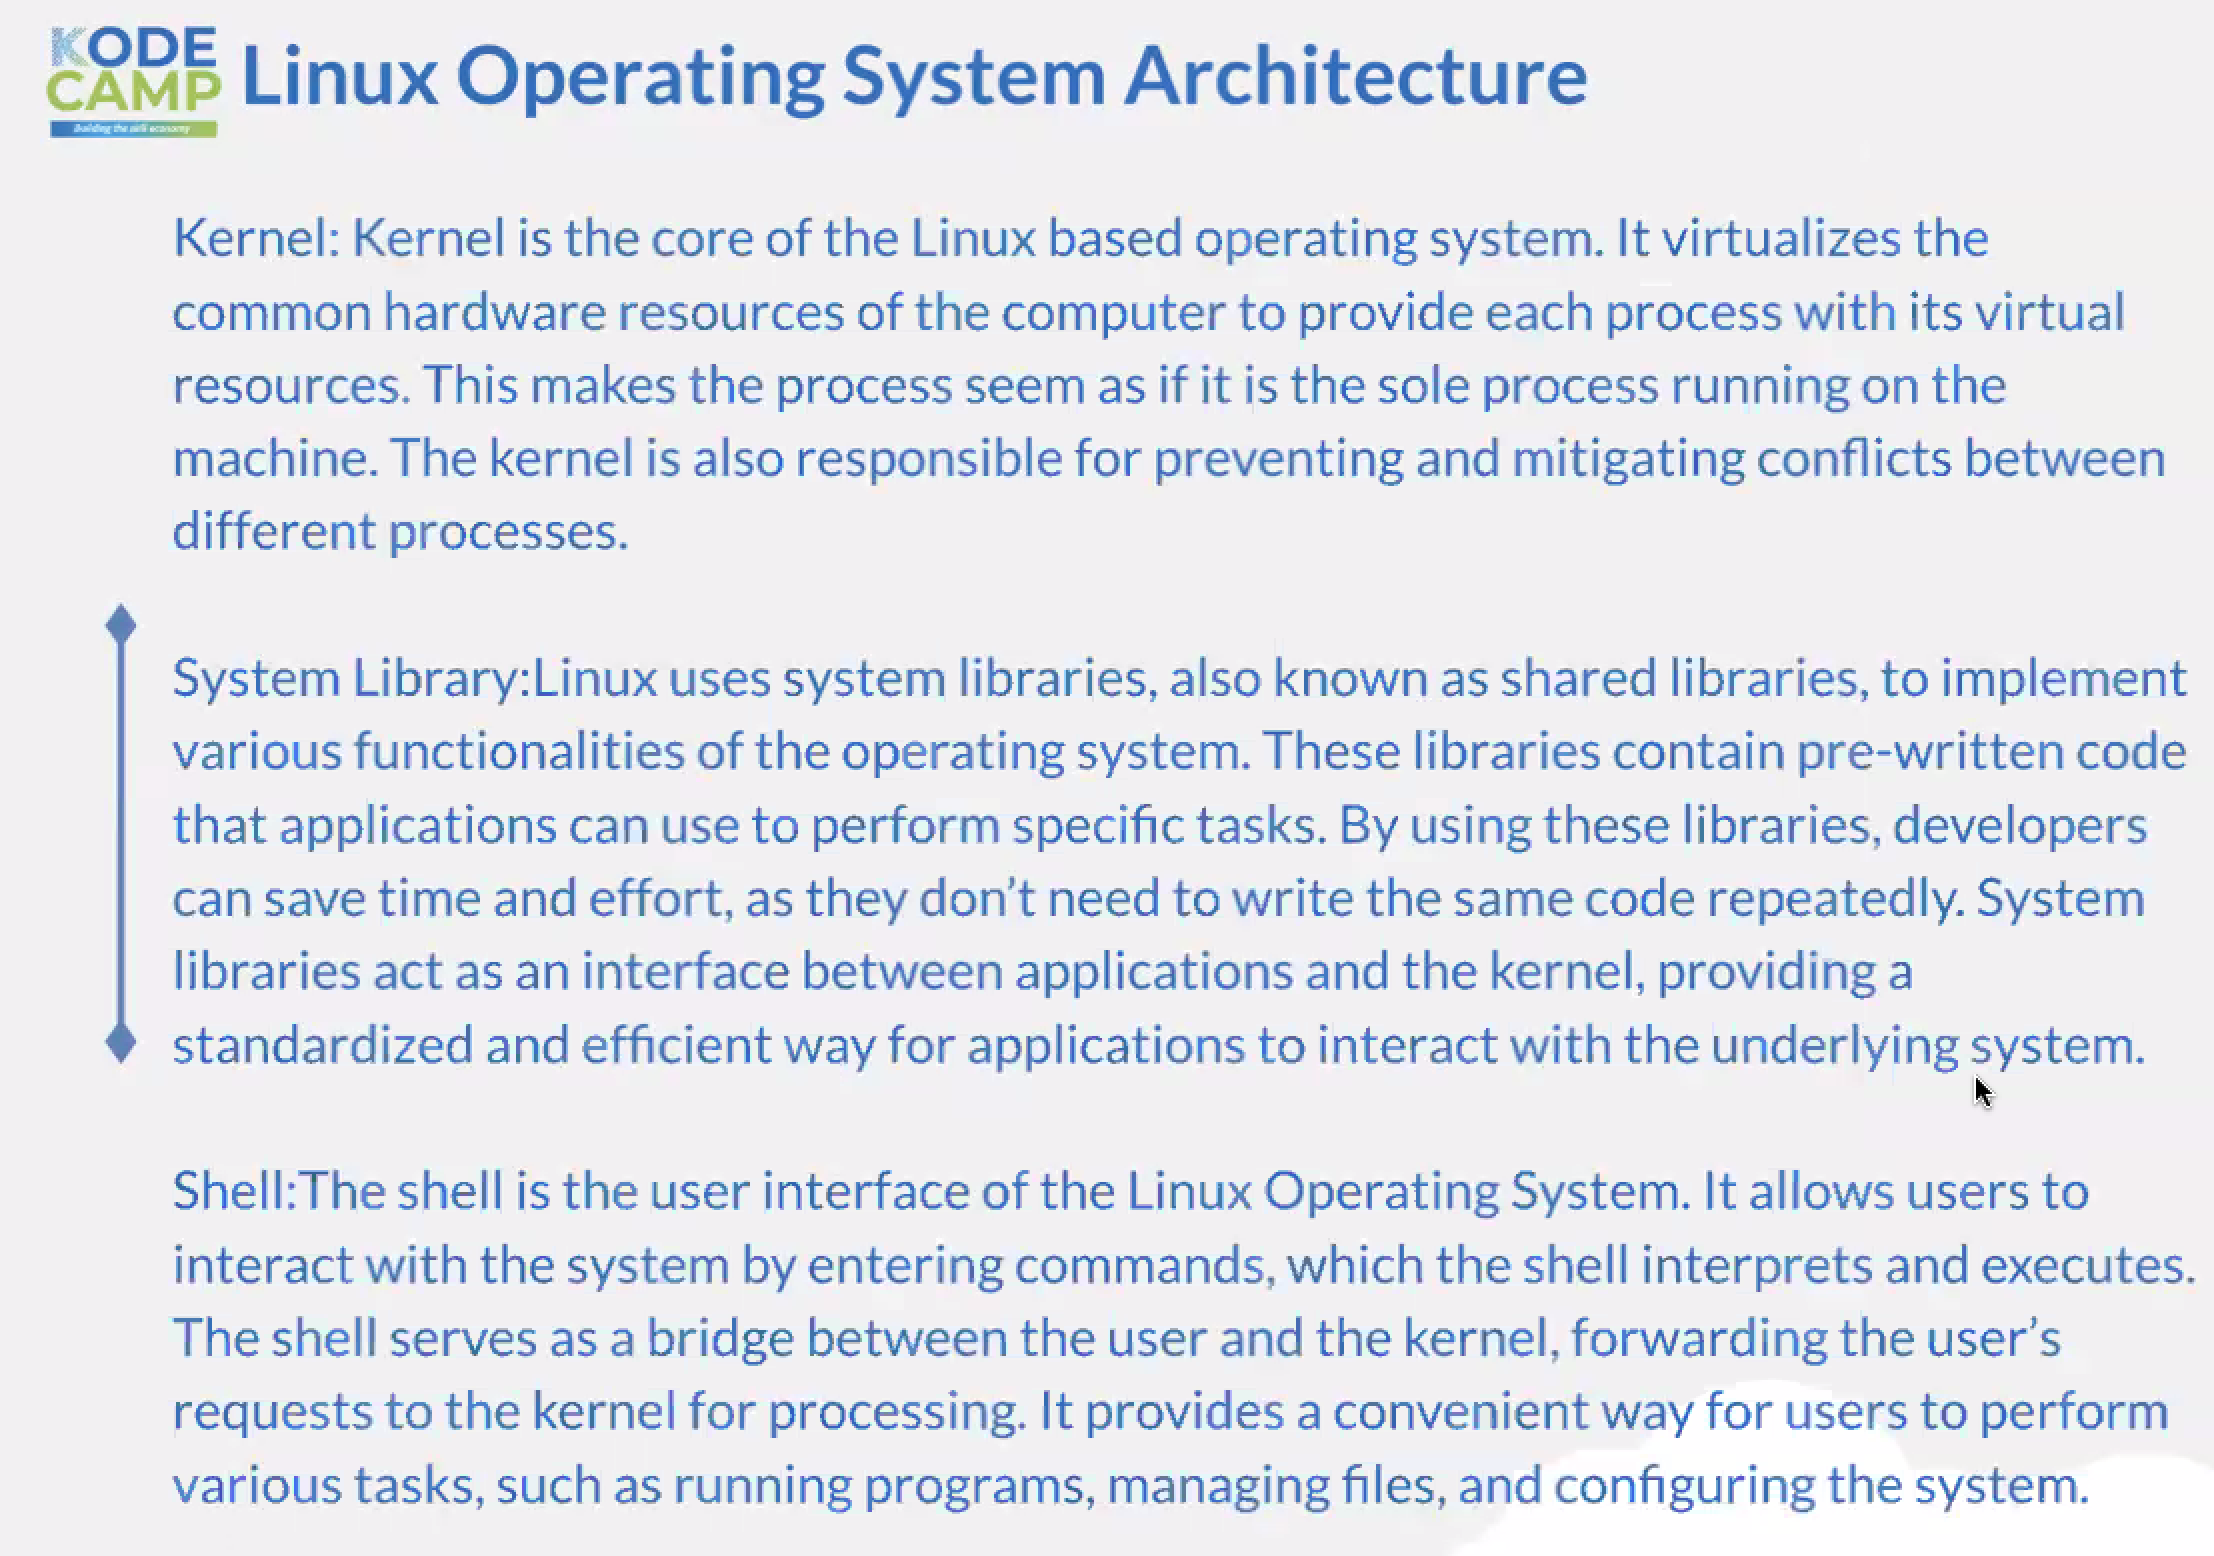 KODE
CAMP
Building the skill economy
Linux Operating System Architecture
Kernel: Kernel is the core of the Linux based operating system. It virtualizes the
common hardware resources of the computer to provide each process with its virtual
resources. This makes the process seem as if it is the sole process running on the
machine. The kernel is also responsible for preventing and mitigating conflicts between
different processes.
System Library:Linux uses system libraries, also known as shared libraries, to implement
various functionalities of the operating system. These libraries contain pre-written code
that applications can use to perform specific tasks. By using these libraries, developers
can save time and effort, as they don’t need to write the same code repeatedly. System
libraries act as an interface between applications and the kernel, providing a
standardized and efficient way for applications to interact with the underlying system.
Shell:The shell is the user interface of the Linux Operating System. It allows users to
interact with the system by entering commands, which the shell interprets and executes.
The shell serves as a bridge between the user and the kernel, forwarding the user’s
requests to the kernel for processing. It provides a convenient way for users to perform
various tasks, such as running programs, managing files, and configuring the system.